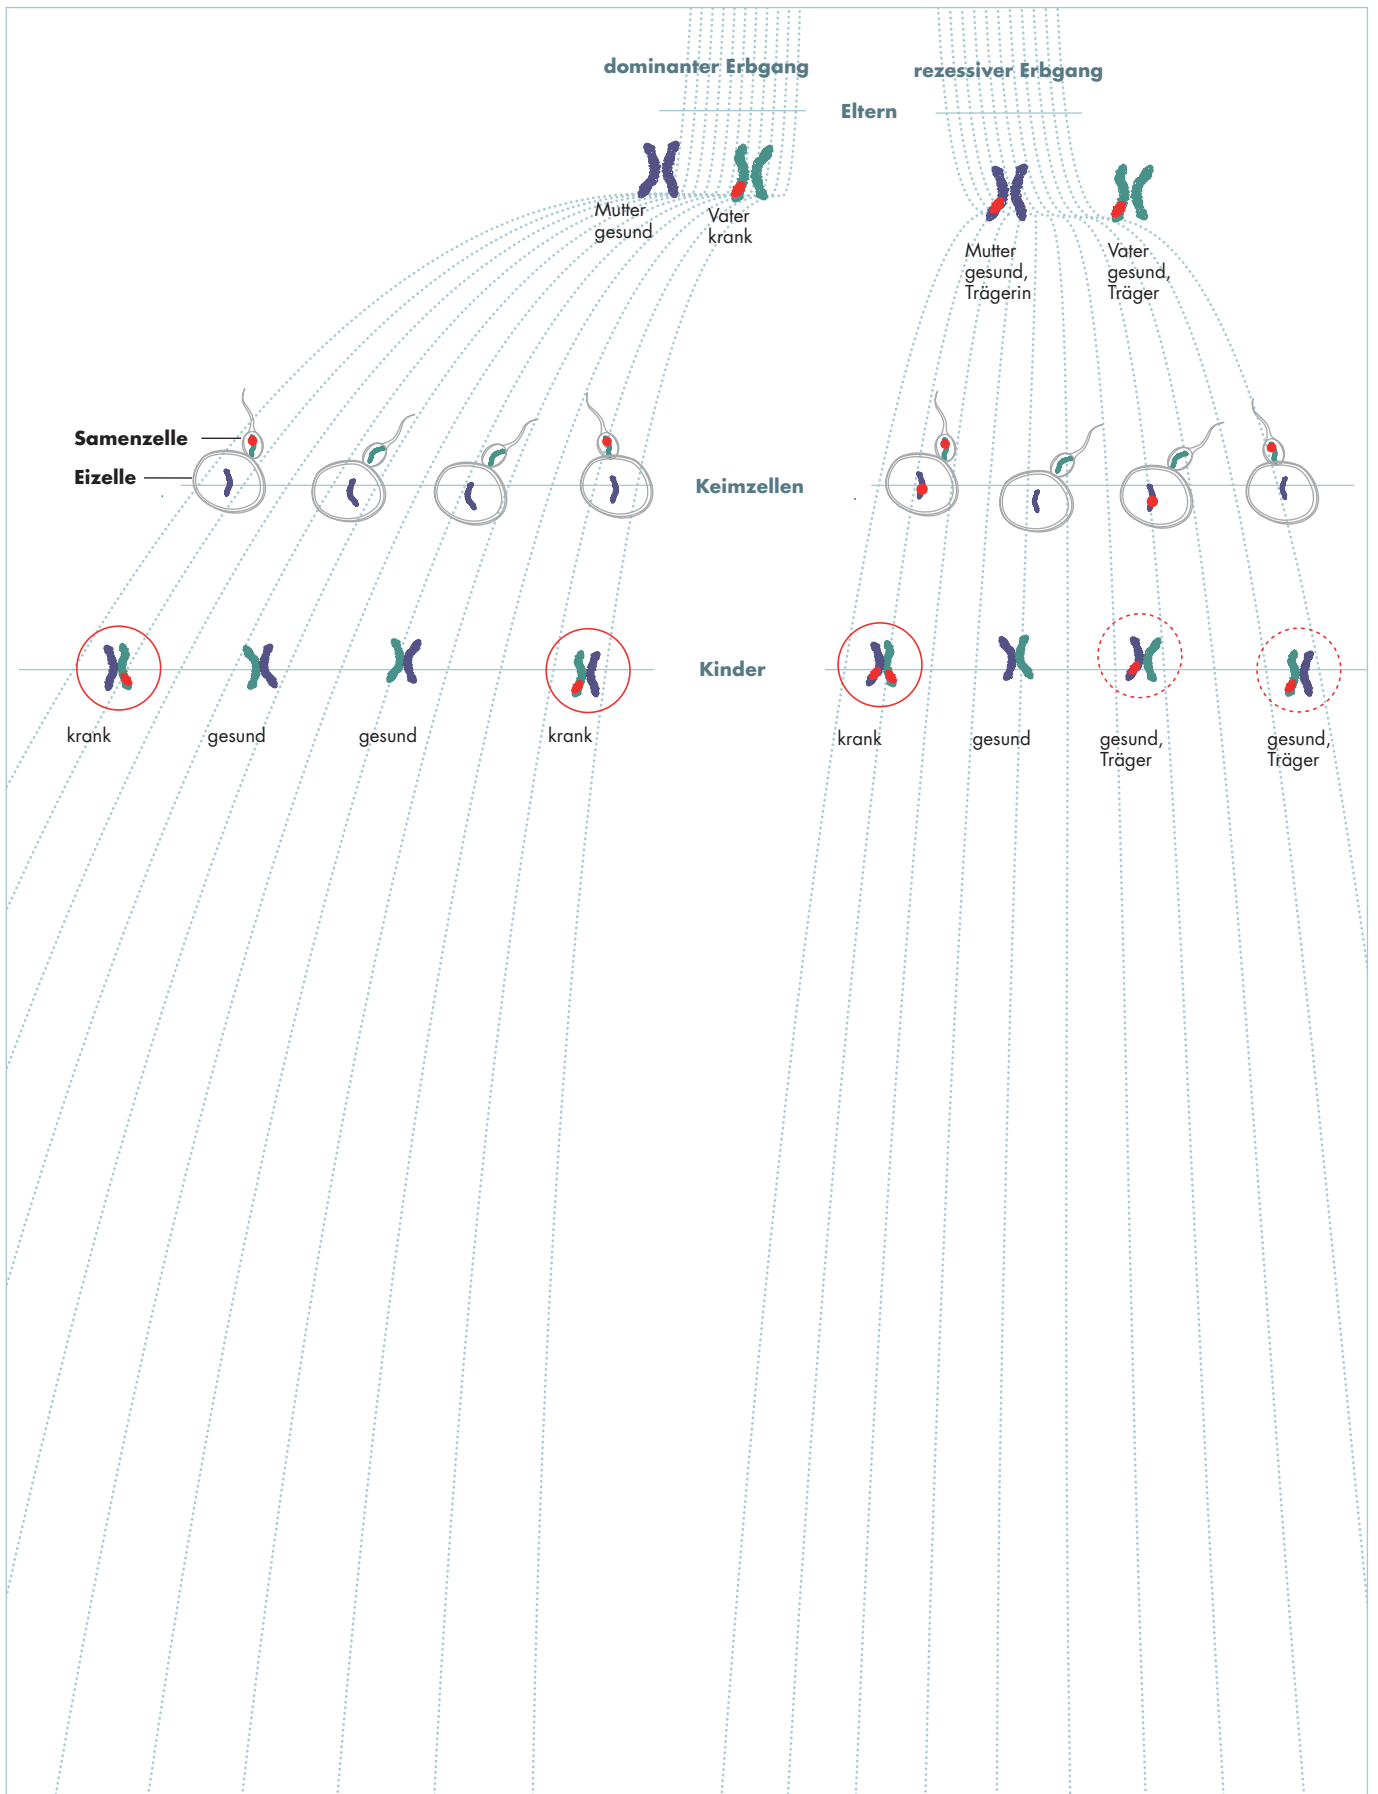 dominanter Erbgang
rezessiver Erbgang
Eltern
Mutter
gesund
Vater
krank
Mutter
gesund,
Trägerin
Vater
gesund,
Träger
Samenzelle
Eizelle
Keimzellen
Kinder
krank
gesund
gesund
krank
krank
gesund
gesund,
Träger
gesund,
Träger